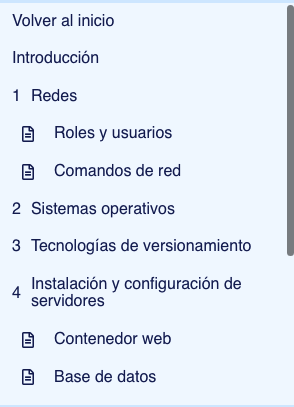 Volver al inicio
Introducción
1 Redes
Roles y usuarios
Comandos de red
2 Sistemas operativos
3 Tecnologías de versionamiento
4 Instalación y configuración de
servidores
Contenedor web
Base de datos